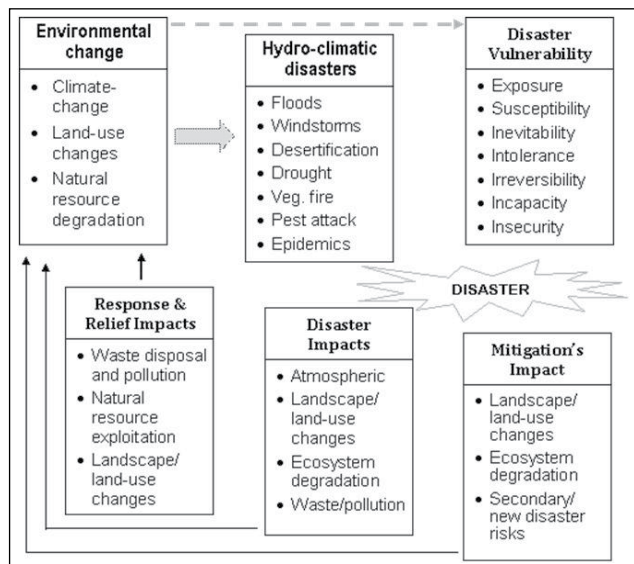 Environmental
change
• Climate-
change
• Land-use
changes
• Natural
resource
degradation
Hydro-climatic
disasters
• Floods
• Windstorms
• Desertification
• Drought
• Veg. fire
• Pest attack
• Epidemics
Disaster
Vulnerability
• Exposure
• Susceptibility
• Inevitability
• Intolerance
• Irreversibility
• Incapacity
• Insecurity
DISASTER
Response &
Relief Impacts
• Waste disposal
and pollution
• Natural
resource
exploitation
• Landscape/
land-use
changes
Disaster
Impacts
• Atmospheric
• Landscape/
land-use
changes
• Ecosystem
degradation
• Waste/pollution
Mitigation's
Impact
• Landscape/
land-use
changes
• Ecosystem
degradation
• Secondary/
new disaster
risks